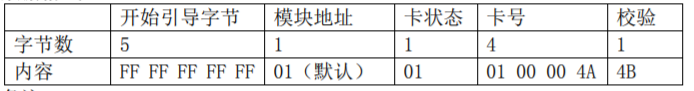 开始引导字节 模块地址 卡状态 卡号 校验
字节数 5 1 1 4 1
内容 FF FF FF FF FF 01（默认） 01 01 00 00 4A 4B